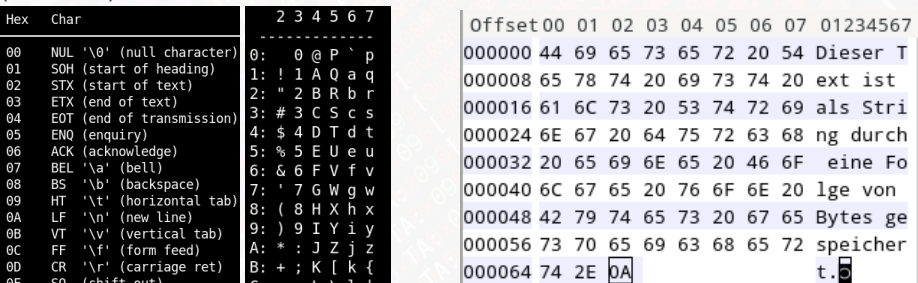 Hex Char
00 NUL '\0' (null character)
01 SOH (start of heading)
02 STX (start of text)
03 ETX (end of text)
04 EOT (end of transmission)
05 ENQ (enquiry)
06 ACK (acknowledge)
07 BEL '\a' (bell)
08 BS '\b' (backspace)
09 HT '\t' (horizontal tab)
0A LF '\n' (new line)
0B VT '\v' (vertical tab)
0C FF '\f' (form feed)
0D CR '\r' (carriage ret)
2 3 4 5 6 7
-------------
0: 0 @ P ` p
1: ! 1 A Q a q
2: " 2 B R b r
3: # 3 C S c s
4: $ 4 D T d t
5: % 5 E U e u
6: & 6 F V f v
7: ' 7 G W g w
8: ( 8 H X h x
9: ) 9 I Y i y
A: * : J Z j z
B: + ; K [ k {
Offset 00 01 02 03 04 05 06 07 01234567
000000 44 69 65 73 65 72 20 54 Dieser T
000008 65 78 74 20 69 73 74 20 ext ist
000016 61 6C 73 20 53 74 72 69 als Stri
000024 6E 67 20 64 75 72 63 68 ng durch
000032 20 65 69 6E 65 20 46 6F eine Fo
000040 6C 67 65 20 76 6F 6E 20 lge von
000048 42 79 74 65 73 20 67 65 Bytes ge
000056 73 70 65 69 63 68 65 72 speicher
000064 74 2E 0A t.